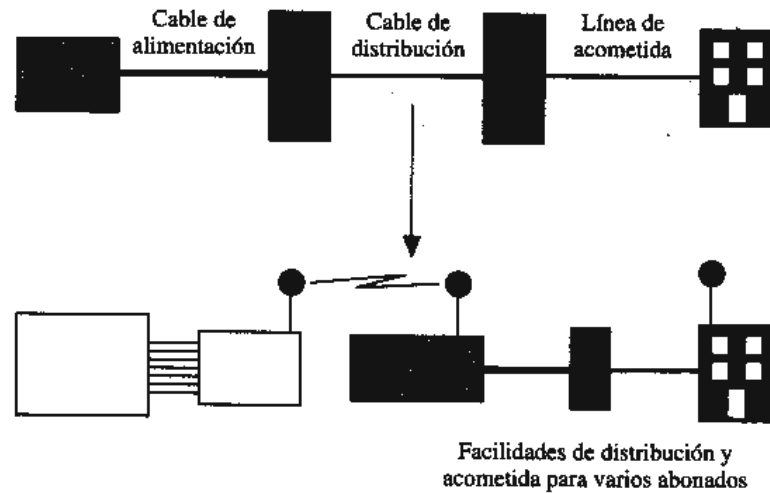 Cable de
alimentación
Cable de
distribución
Línea de
acometida
Facilidades de distribución y
acometida para varios abonados